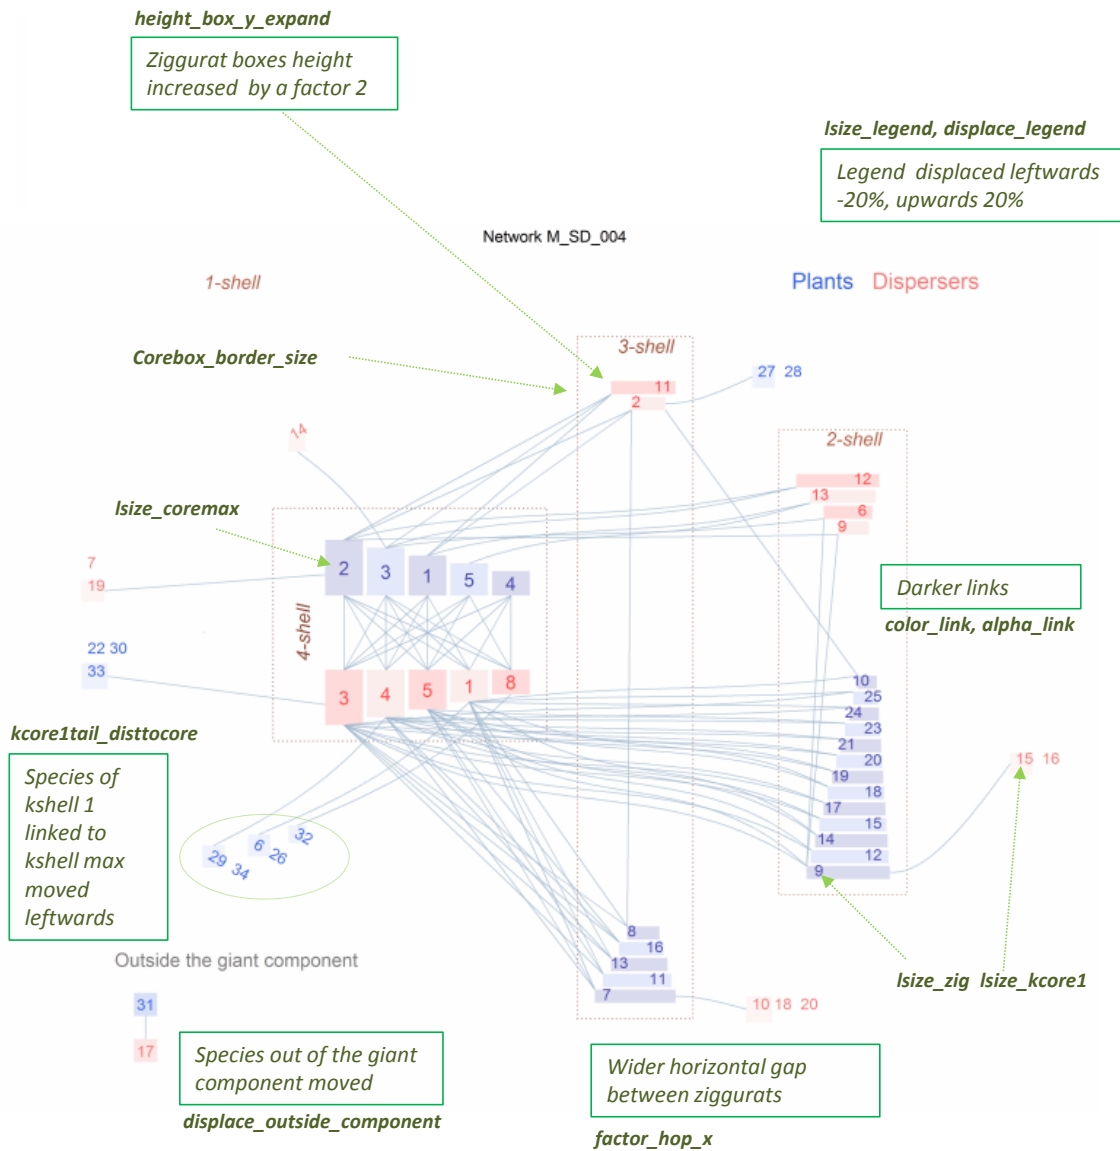 height_box_y_expand
Ziggurat boxes height
increased by a factor 2
lsize_legend, displace_legend
Legend displaced leftwards
-20%, upwards 20%
Network M_SD_004
1-shell
Plants Dispersers
3-shell
Corebox_border_size
27 28
11
2
14
2-shell
12
13
6
9
lsize_coremax
7
19
2 3 1 5 4
Darker links
color_link, alpha_link
4-shell
22 30
33
3 4 5 1 8
10
25
24
23
21
20
19
18
17
15
14
12
9
15 16
kcore1tail_disttocore
Species of
kshell 1
linked to
kshell max
moved
leftwards
29 34 6 26 32
8
16
13
11
7
10 18 20
lsize_zig lsize_kcore1
Outside the giant component
31
17
Species out of the giant
component moved
displace_outside_component
Wider horizontal gap
between ziggurats
factor_hop_x